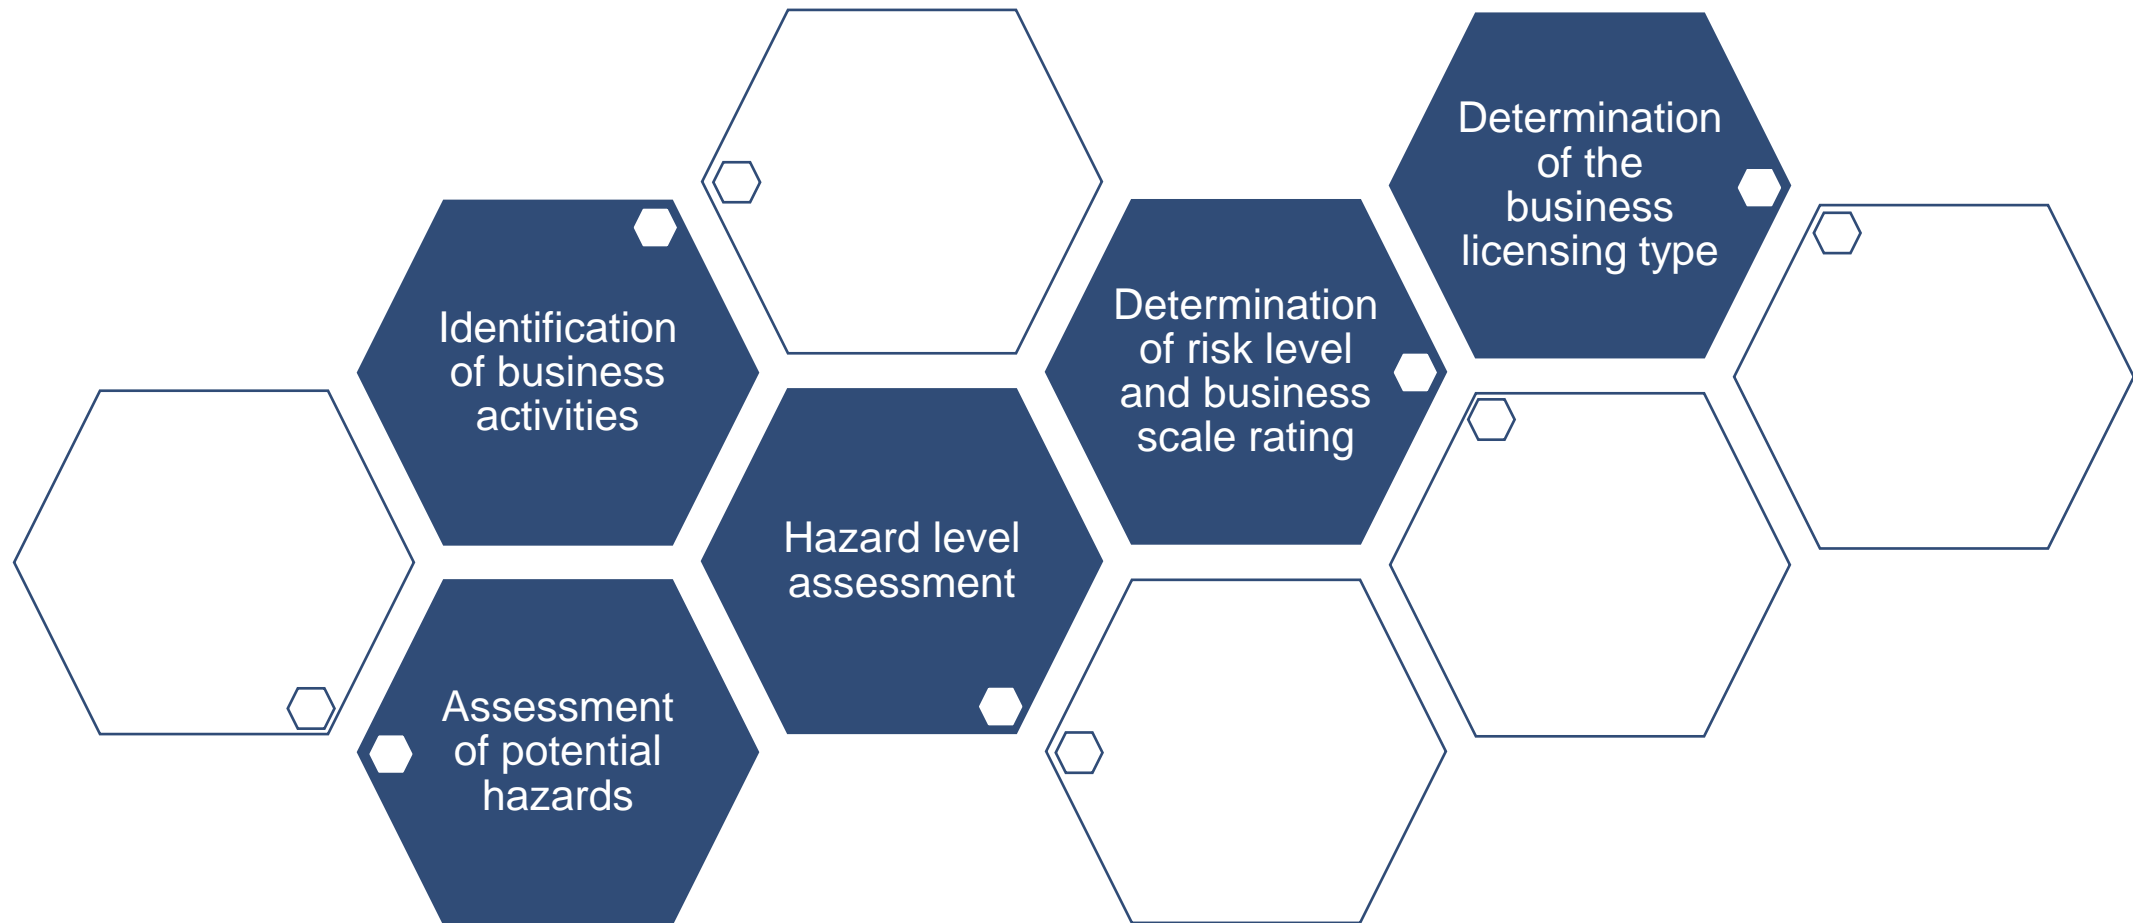 Identification
of business
activities
Assessment
of potential
hazards
Hazard level
assessment
Determination
of risk level
and business
scale rating
Determination
of the
business
licensing type